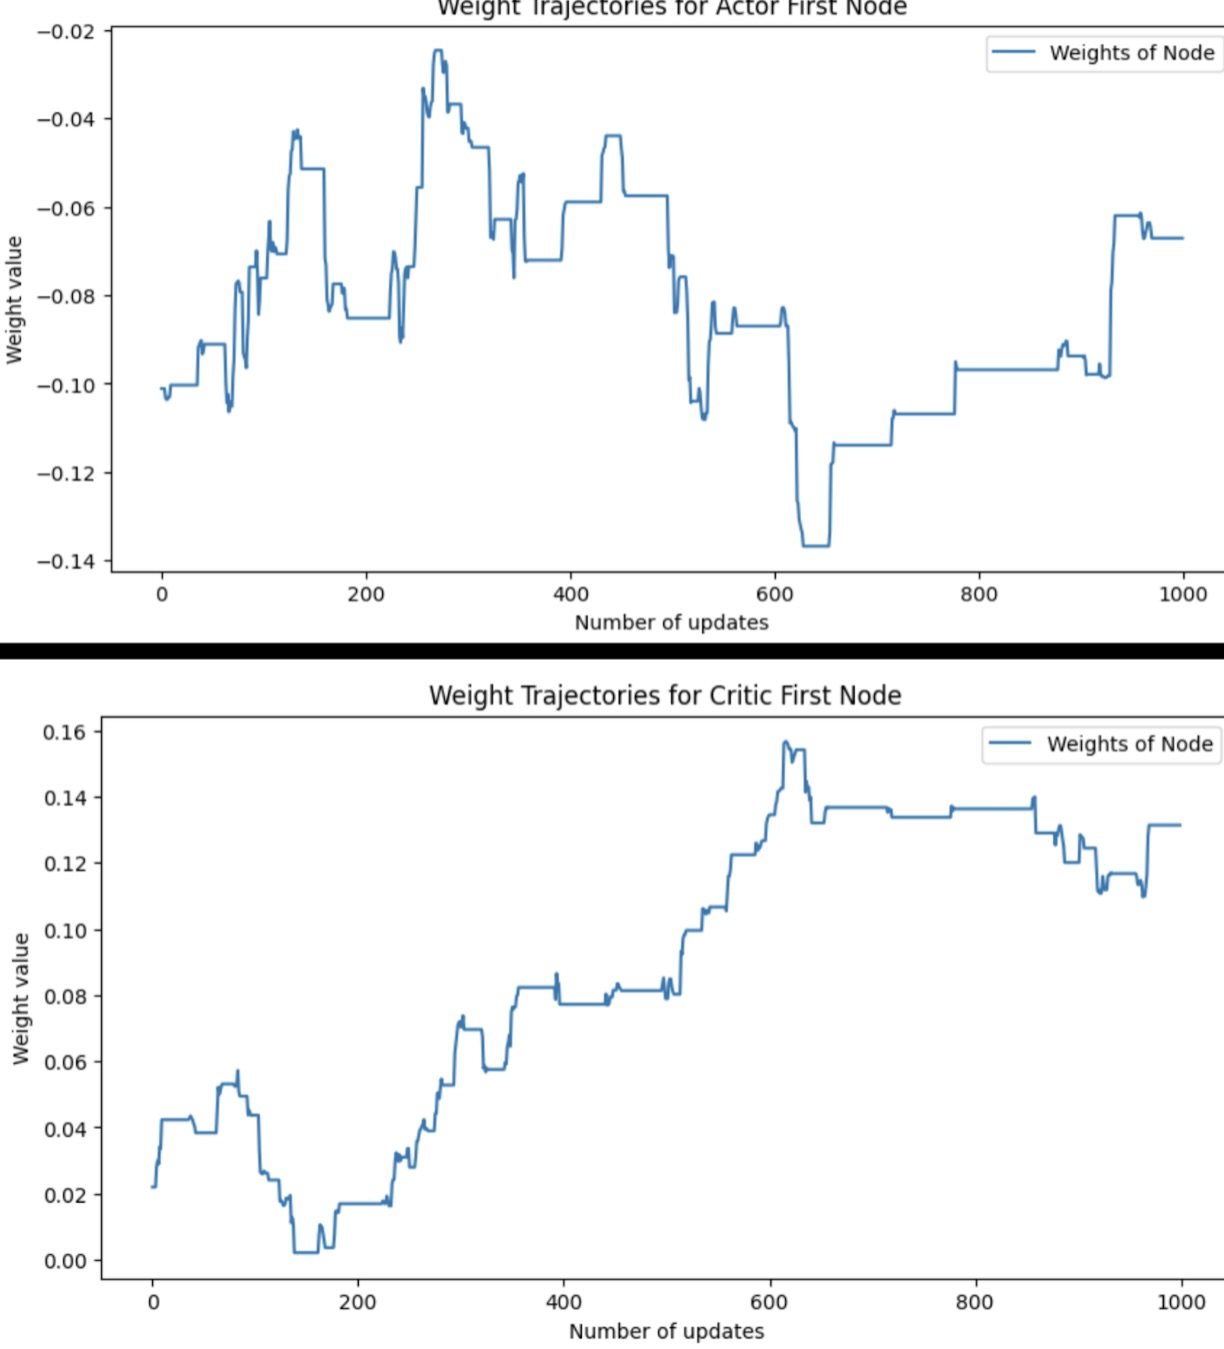 Weight Trajectories for Actor First Node
Weights of Node
−0.02
−0.04
−0.06
−0.08
−0.10
−0.12
−0.14
Weight value
0 200 400 600 800 1000
Number of updates
Weight Trajectories for Critic First Node
Weights of Node
0.16
0.14
0.12
0.10
0.08
0.06
0.04
0.02
0.00
Weight value
0 200 400 600 800 1000
Number of updates